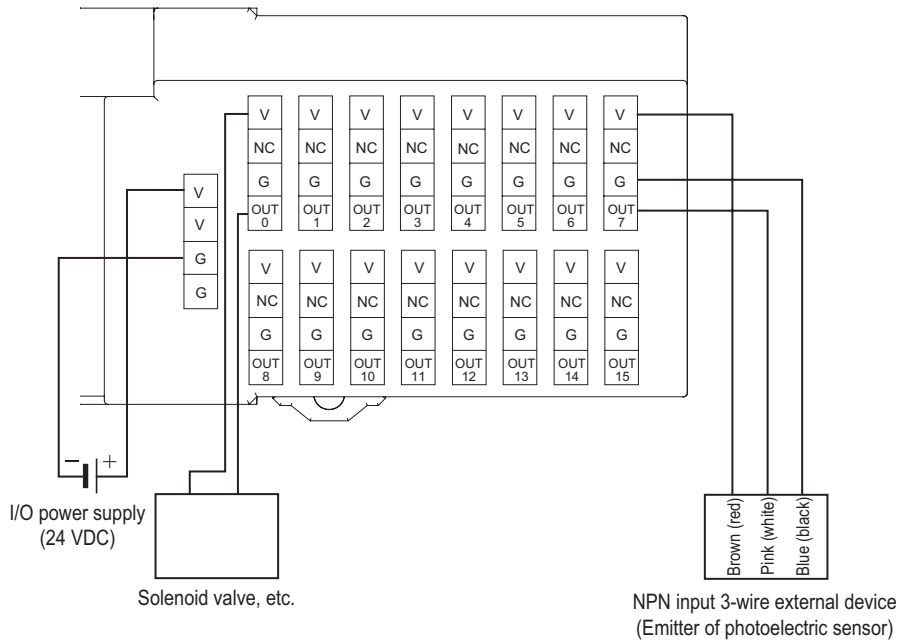 V V V V V V V V
NC NC NC NC NC NC NC NC
G G G G G G G G
OUT OUT OUT OUT OUT OUT OUT OUT
0 1 2 3 4 5 6 7
V
V
G
G
V V V V V V V V
NC NC NC NC NC NC NC NC
G G G G G G G G
OUT OUT OUT OUT OUT OUT OUT OUT
8 9 10 11 12 13 14 15
− +
I/O power supply
(24 VDC)
Solenoid valve, etc.
Brown (red)
Pink (white)
Blue (black)
NPN input 3-wire external device
(Emitter of photoelectric sensor)